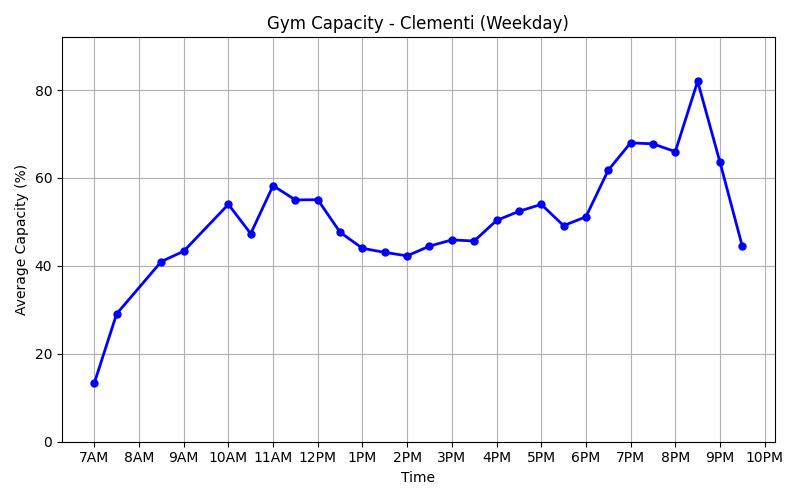 Gym Capacity - Clementi (Weekday)
Average Capacity (%)
80
60
40
20
0
7AM 8AM 9AM 10AM 11AM 12PM 1PM 2PM 3PM 4PM 5PM 6PM 7PM 8PM 9PM 10PM
Time